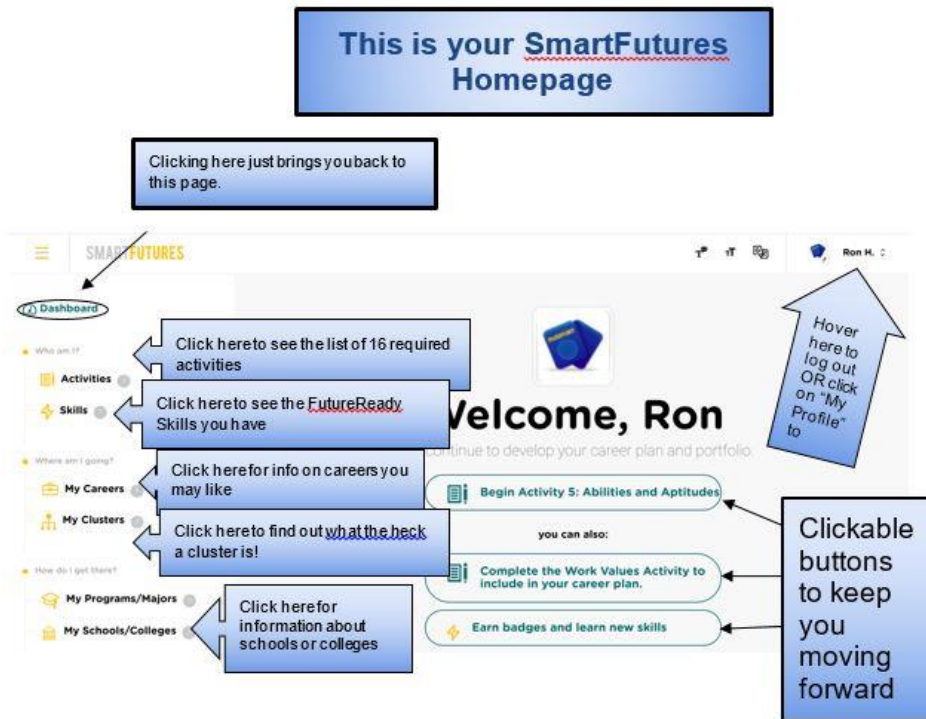 This is your SmartFutures
Homepage
Clicking here just brings you back to
this page.
SMARTFUTURES
Ron H.
Dashboard
Hover
here to
log out
OR click
on "My
Profile"
to
Who am I?
Click here to see the list of 16 required
activities
Activities
Skills
Click here to see the FutureReady
Skills you have
Welcome, Ron
continue to develop your career plan and portfolio.
Where am I going?
My Careers
Click here for info on careers you
may like
Begin Activity 5: Abilities and Aptitudes
My Clusters
Click here to find out what the heck
a cluster is!
you can also:
Clickable
buttons
to keep
you
moving
forward
How do I get there?
Complete the Work Values Activity to
include in your career plan.
My Programs/Majors
My Schools/Colleges
Click here for
information about
schools or colleges
Earn badges and learn new skills